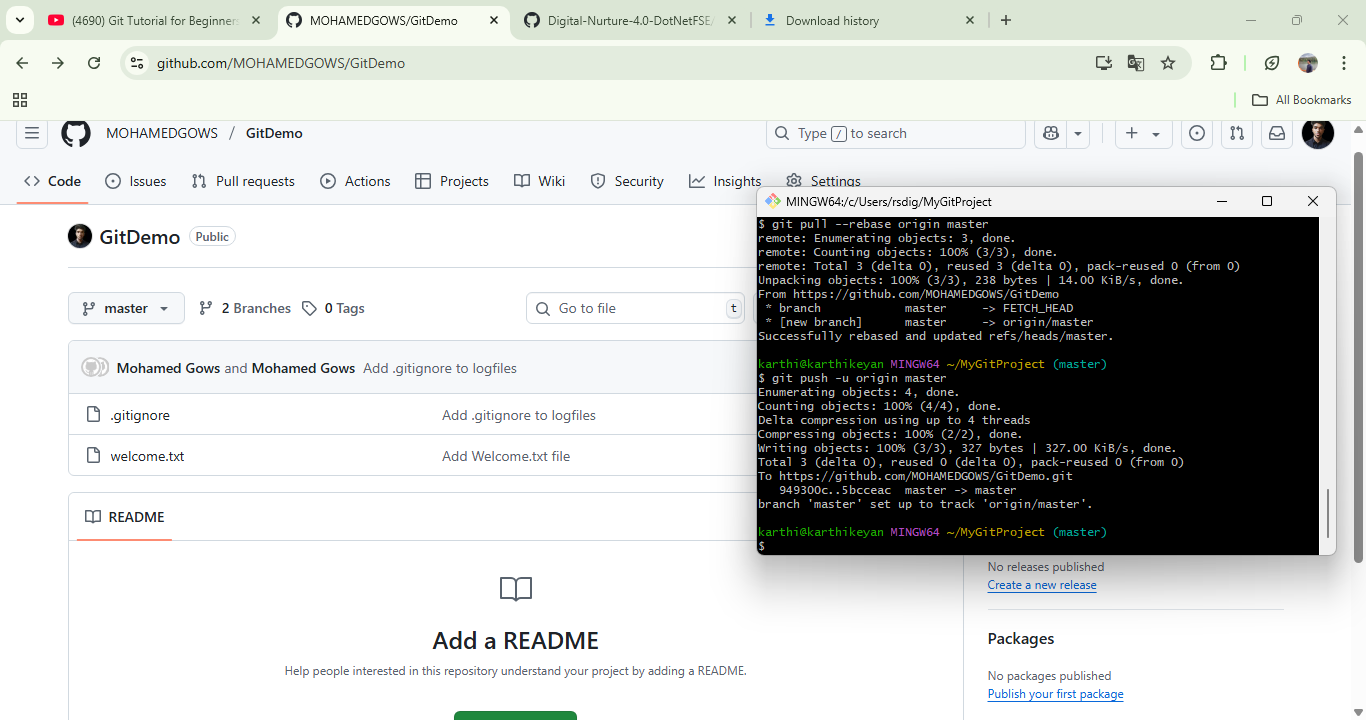 (4690) Git Tutorial for Beginners
MOHAMEDGOWS/GitDemo
Digital-Nurture-4.0-DotNetFSE/
Download history
github.com/MOHAMEDGOWS/GitDemo
All Bookmarks
MOHAMEDGOWS / GitDemo
Type / to search
Code
Issues
Pull requests
Actions
Projects
Wiki
Security
Insights
Settings
GitDemo Public
master
2 Branches
0 Tags
Go to file
t
Mohamed Gows and Mohamed Gows Add .gitignore to logfiles
.gitignore Add .gitignore to logfiles
welcome.txt Add Welcome.txt file
README
Add a README
Help people interested in this repository understand your project by adding a README.
MINGW64:/c/Users/rsdig/MyGitProject
$ git pull --rebase origin master
remote: Enumerating objects: 3, done.
remote: Counting objects: 100% (3/3), done.
remote: Total 3 (delta 0), reused 3 (delta 0), pack-reused 0 (from 0)
Unpacking objects: 100% (3/3), 238 bytes | 14.00 KiB/s, done.
From https://github.com/MOHAMEDGOWS/GitDemo
* branch master -> FETCH_HEAD
* [new branch] master -> origin/master
Successfully rebased and updated refs/heads/master.
karthi@karthikeyan MINGW64 ~/MyGitProject (master)
$ git push -u origin master
Enumerating objects: 4, done.
Counting objects: 100% (4/4), done.
Delta compression using up to 4 threads
Compressing objects: 100% (2/2), done.
Writing objects: 100% (3/3), 327 bytes | 327.00 KiB/s, done.
Total 3 (delta 0), reused 0 (delta 0), pack-reused 0 (from 0)
To https://github.com/MOHAMEDGOWS/GitDemo.git
949300c..5bcceac master -> master
branch 'master' set up to track 'origin/master'.
karthi@karthikeyan MINGW64 ~/MyGitProject (master)
$
No releases published
Create a new release
Packages
No packages published
Publish your first package